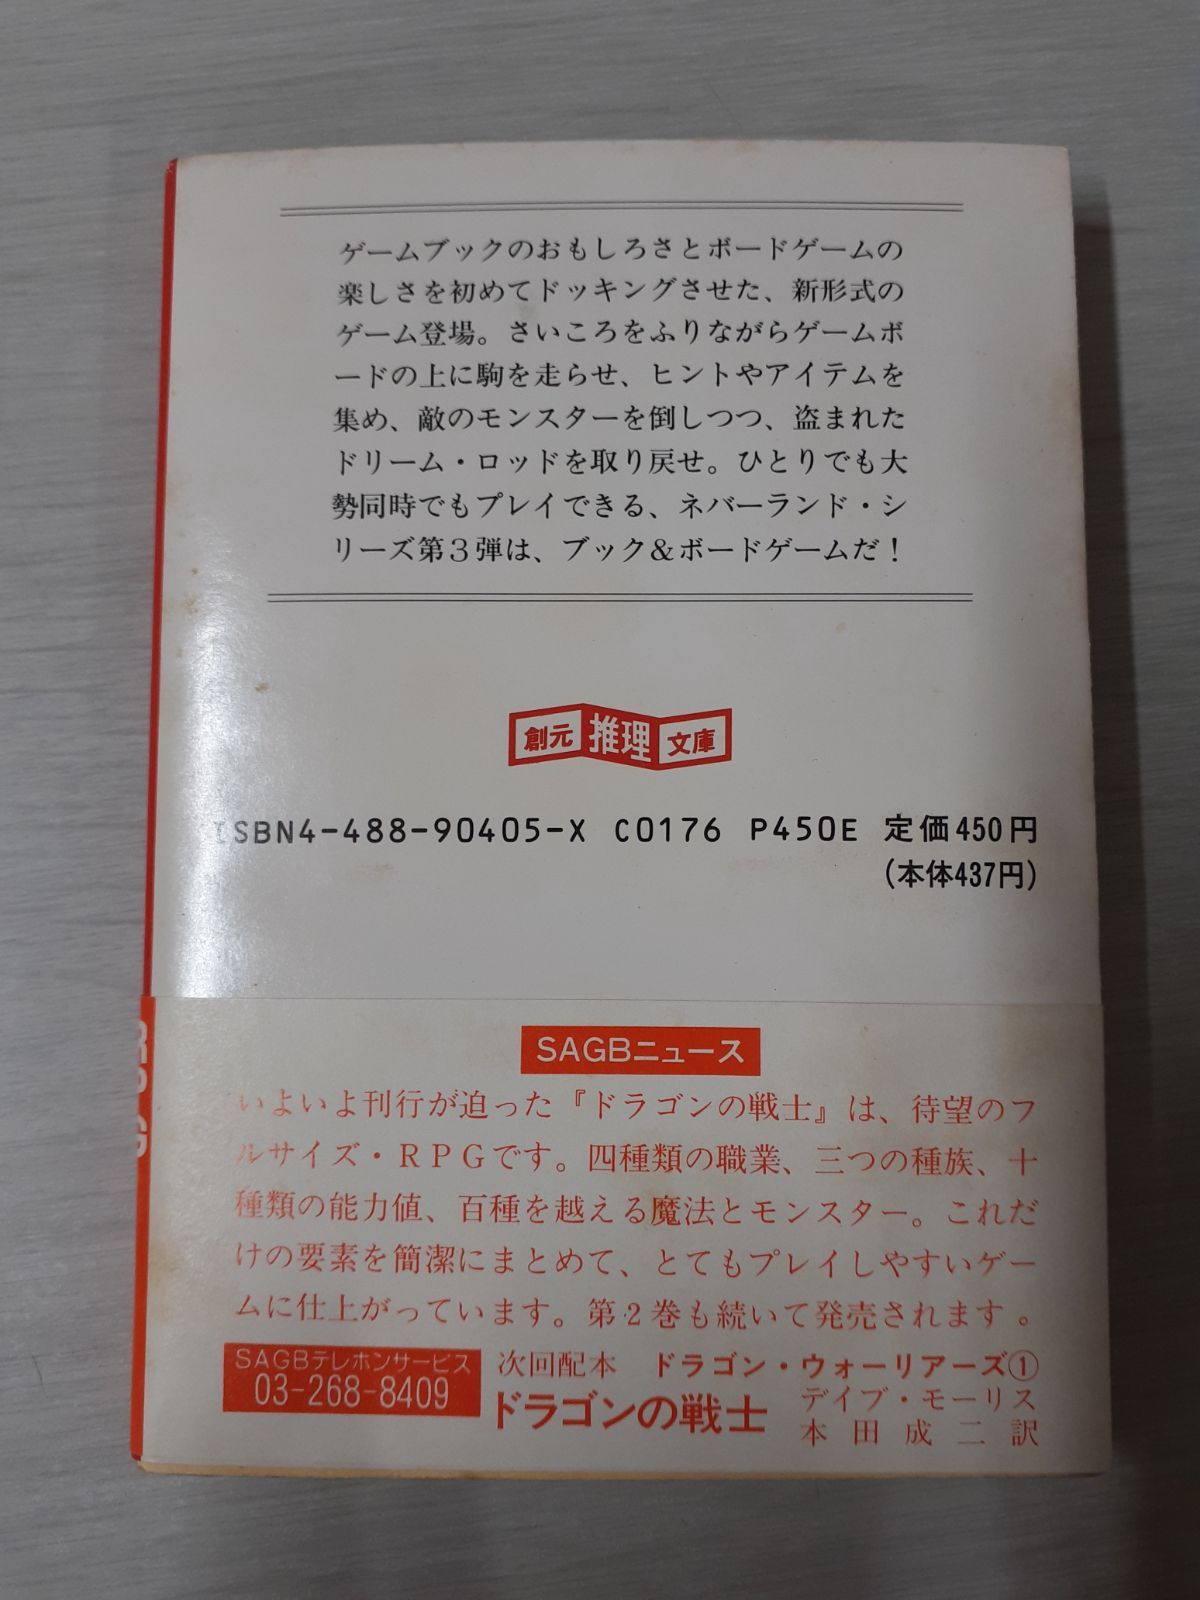 ゲームブックのおもしろさとボードゲームの
楽しさを初めてドッキングさせた、新形式の
ゲーム登場。さいころをふりながらゲームボ
ードの上に駒を走らせ、ヒントやアイテムを
集め、敵のモンスターを倒しつつ、盗まれた
ドリーム・ロッドを取り戻せ。ひとりでも大
勢同時でもプレイできる、ネバーランド・シ
リーズ第3弾は、ブック&ボードゲームだ!
創元推理文庫
ISBN4-488-90405-X C0176 P450E 定価450円
(本体437円)
SAGBニュース
いよいよ刊行が迫った『ドラゴンの戦士』は、待望のフ
ルサイズ・RPGです。四種類の職業、三つの種族、十
種類の能力値、百種を越える魔法とモンスター。これだ
けの要素を簡潔にまとめて、とてもプレイしやすいゲー
ムに仕上がっています。第2巻も続いて発売されます。
SAGBテレホンサービス
03-268-8409
次回配本 ドラゴン・ウォーリアーズ①
ドラゴンの戦士
デイブ・モーリス
本田成二訳